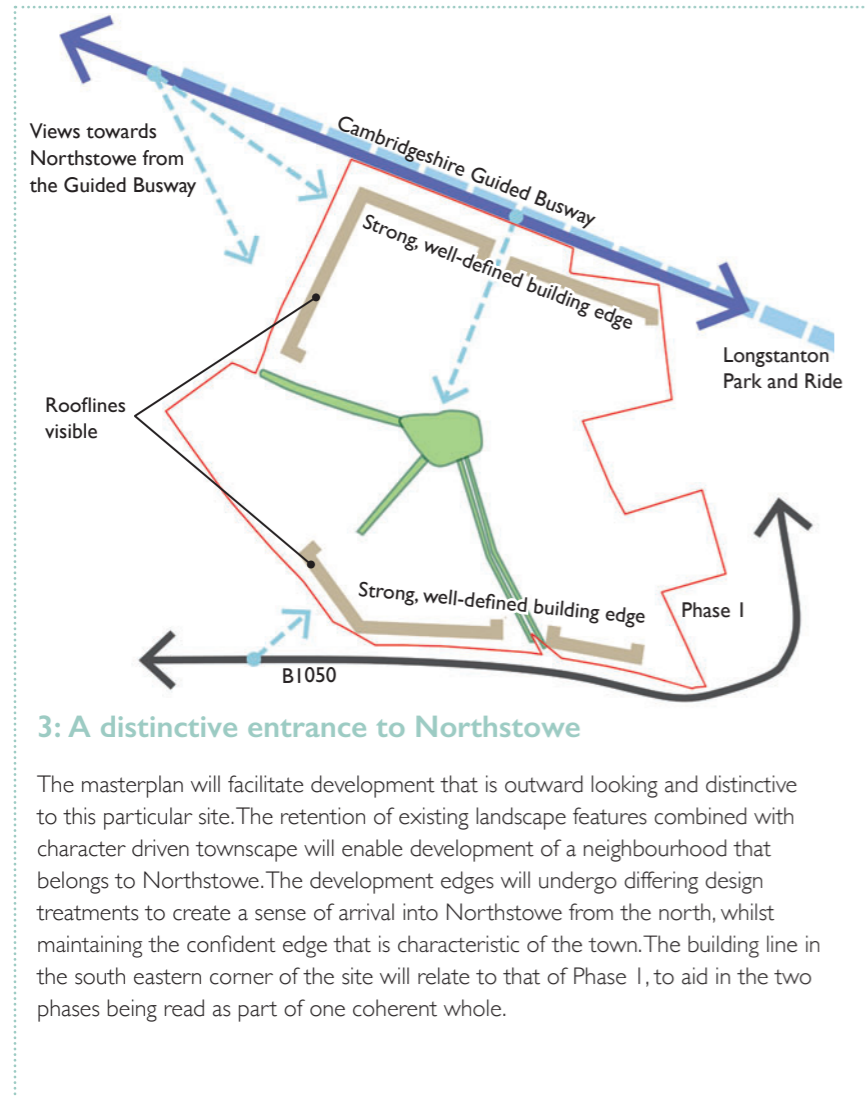 Views towards
Northstowe from
the Guided Busway
Cambridgeshire Guided Busway
Strong, well-defined building edge
Longstanton
Park and Ride
Rooflines
visible
Strong, well-defined building edge
Phase 1
B1050
3: A distinctive entrance to Northstowe
The masterplan will facilitate development that is outward looking and distinctive
to this particular site. The retention of existing landscape features combined with
character driven townscape will enable development of a neighbourhood that
belongs to Northstowe. The development edges will undergo differing design
treatments to create a sense of arrival into Northstowe from the north, whilst
maintaining the confident edge that is characteristic of the town. The building line in
the south eastern corner of the site will relate to that of Phase 1, to aid in the two
phases being read as part of one coherent whole.